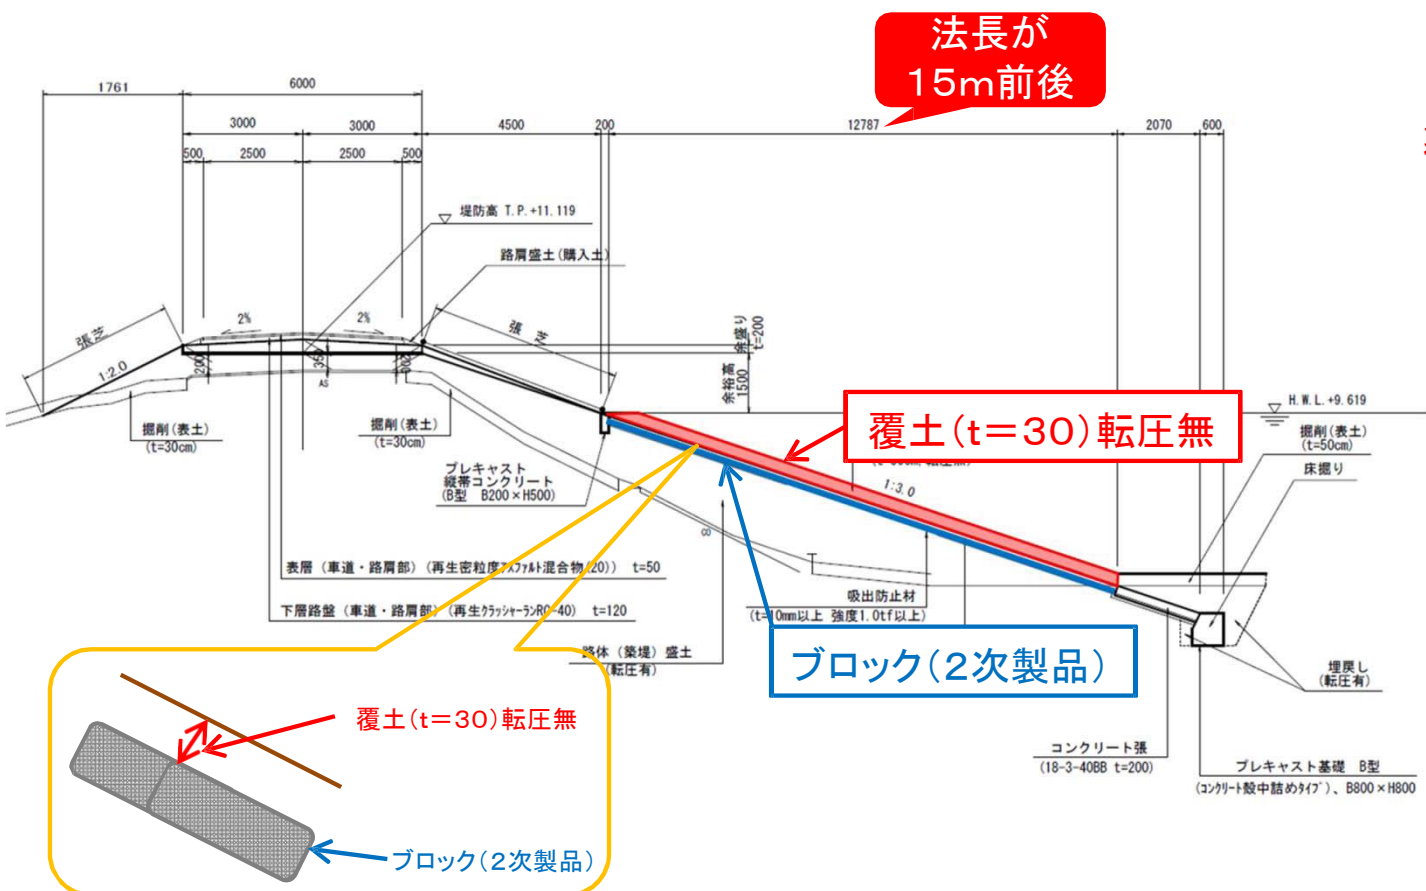 法長が
15m前後
1761
6000
3000
3000
4500
200
12787
2070
600
500
2500
2500
500
堤防高 T.P.+11.119
路肩盛土(購入土)
張芝
1:2.0
2%
2%
張芝
200
350
200
AS
余盛り
t=200
余裕高
1500
H.W.L.+9.619
掘削(表土)
(t=30cm)
掘削(表土)
(t=30cm)
覆土(t=30)転圧無
掘削(表土)
(t=50cm)
床掘り
プレキャスト
縦帯コンクリート
(B型 B200×H500)
1:3.0
表層(車道・路肩部)(再生密粒度アスファルト混合物(20)) t=50
下層路盤(車道・路肩部)(再生クラッシャーランRC-40) t=120
吸出防止材
(t=10mm以上 強度1.0tf以上)
路体(築堤)盛土
(転圧有)
ブロック(2次製品)
埋戻し
(転圧有)
覆土(t=30)転圧無
コンクリート張
(18-3-40BB t=200)
プレキャスト基礎 B型
(コンクリート殻中詰めタイプ)、B800×H800
ブロック(2次製品)